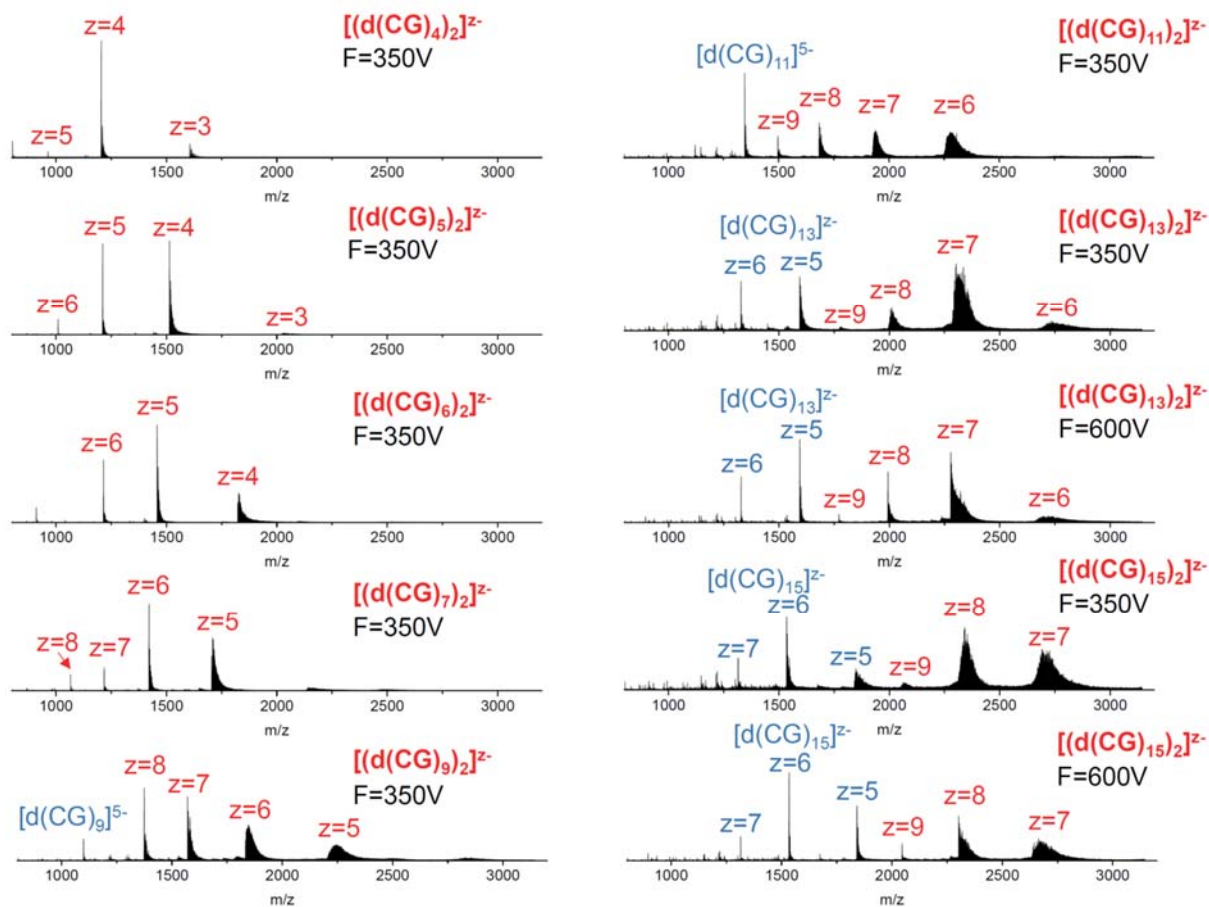 z=4
[(d(CG)₄)₂]ᶻ⁻
F=350V
z=5
z=3
1000 1500 2000 2500 3000
m/z
z=5
z=4
[(d(CG)₅)₂]ᶻ⁻
F=350V
z=6
z=3
1000 1500 2000 2500 3000
m/z
z=5
[(d(CG)₆)₂]ᶻ⁻
F=350V
z=6
z=4
1000 1500 2000 2500 3000
m/z
z=6
[(d(CG)₇)₂]ᶻ⁻
F=350V
z=5
z=8
z=7
1000 1500 2000 2500 3000
m/z
z=8
[(d(CG)₉)₂]ᶻ⁻
F=350V
z=7
[d(CG)₉]⁵⁻
z=6
z=5
1000 1500 2000 2500 3000
m/z
[(d(CG)₁₁)₂]ᶻ⁻
F=350V
[d(CG)₁₁]⁵⁻
z=8
z=7
z=6
z=9
1000 1500 2000 2500 3000
m/z
[(d(CG)₁₃)₂]ᶻ⁻
F=350V
[d(CG)₁₃]ᶻ⁻
z=7
z=6
z=5
z=8
z=9
z=6
1000 1500 2000 2500 3000
m/z
[(d(CG)₁₃)₂]ᶻ⁻
F=600V
[d(CG)₁₃]ᶻ⁻
z=5
z=7
z=6
z=8
z=9
z=6
1000 1500 2000 2500 3000
m/z
[(d(CG)₁₅)₂]ᶻ⁻
F=350V
[d(CG)₁₅]ᶻ⁻
z=6
z=8
z=7
z=7
z=5
z=9
1000 1500 2000 2500 3000
m/z
[(d(CG)₁₅)₂]ᶻ⁻
F=600V
[d(CG)₁₅]ᶻ⁻
z=6
z=8
z=5
z=7
z=7
z=9
1000 1500 2000 2500 3000
m/z